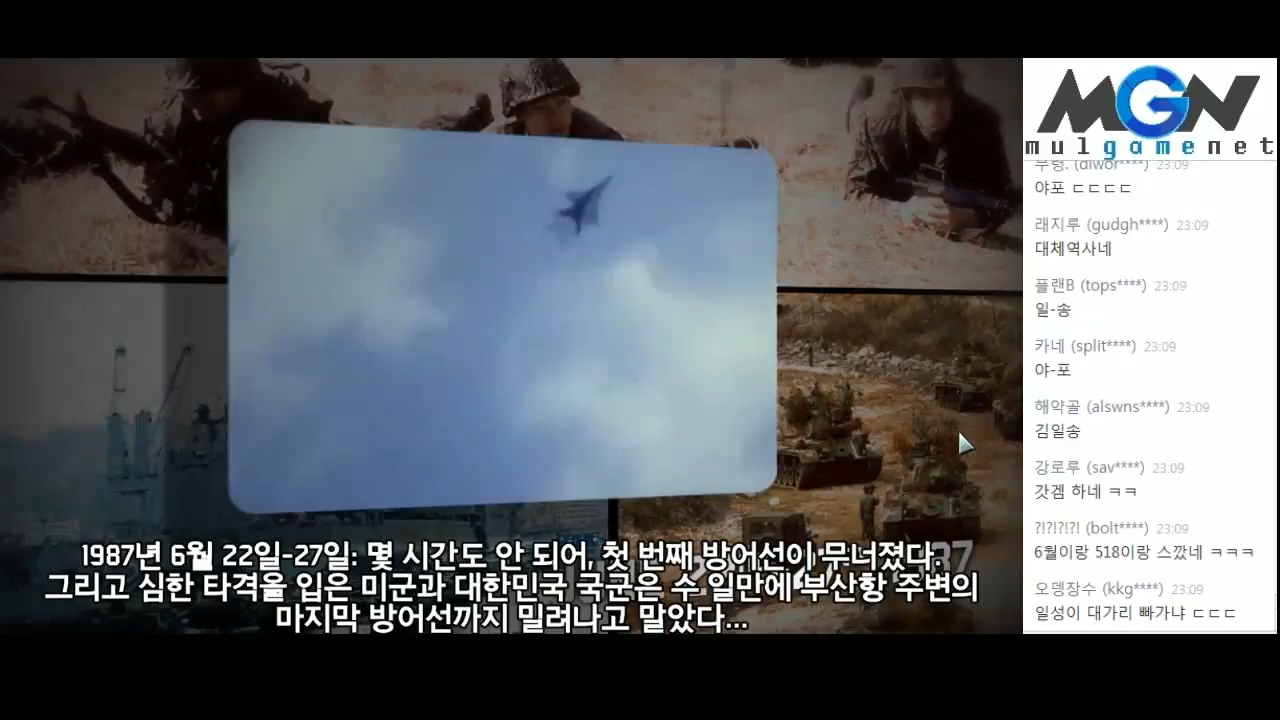 MGN
mulgamenet
무령. (diwor****) 23:09
야포 ㄷㄷㄷㄷ
래지루 (gudgh****) 23:09
대체역사네
플랜B (tops****) 23:09
일-송
카네 (split****) 23:09
야-포
해약골 (alswns****) 23:09
김일송
강로루 (sav****) 23:09
갓겜 하네 ㅋㅋ
?!?!?!?! (bolt****) 23:09
6월이랑 518이랑 스까네 ㅋㅋㅋ
오뎅장수 (kkg****) 23:09
일성이 대가리 빠가냐 ㄷㄷㄷ
1987년 6월 22일-27일: 몇 시간도 안 되어, 첫 번째 방어선이 무너졌다.
그리고 심한 타격을 입은 미군과 대한민국 국군은 수 일만에 부산항 주변의
마지막 방어선까지 밀려나고 말았다...